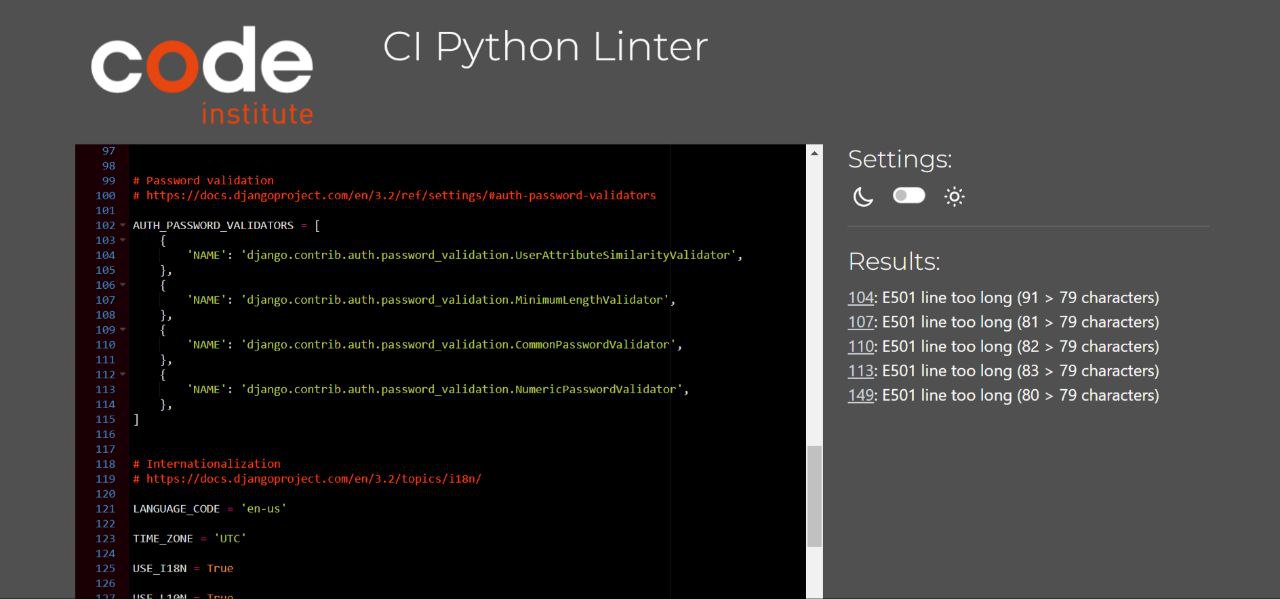 code
institute
CI Python Linter
97
98
99 # Password validation
100 # https://docs.djangoproject.com/en/3.2/ref/settings/#auth-password-validators
101
102 AUTH_PASSWORD_VALIDATORS = [
103 {
104 'NAME': 'django.contrib.auth.password_validation.UserAttributeSimilarityValidator',
105 },
106 {
107 'NAME': 'django.contrib.auth.password_validation.MinimumLengthValidator',
108 },
109 {
110 'NAME': 'django.contrib.auth.password_validation.CommonPasswordValidator',
111 },
112 {
113 'NAME': 'django.contrib.auth.password_validation.NumericPasswordValidator',
114 },
115 ]
116
117
118 # Internationalization
119 # https://docs.djangoproject.com/en/3.2/topics/i18n/
120
121 LANGUAGE_CODE = 'en-us'
122
123 TIME_ZONE = 'UTC'
124
125 USE_I18N = True
126
127 USE_L10N = True
Settings:
Results:
104: E501 line too long (91 > 79 characters)
107: E501 line too long (81 > 79 characters)
110: E501 line too long (82 > 79 characters)
113: E501 line too long (83 > 79 characters)
149: E501 line too long (80 > 79 characters)